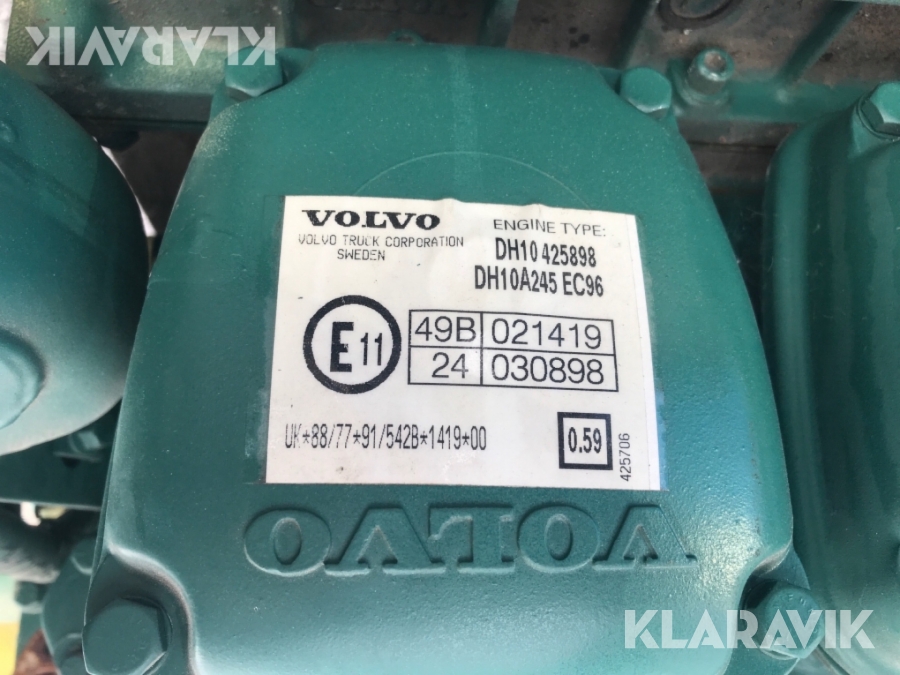 KLARAVIK KLARAVIK
VOLVO ENGINE TYPE:
VOLVO TRUCK CORPORATION DH10 425898
SWEDEN DH10A245 EC96
E11 49B 021419
24 030898
UK*88/77*91/542B*1419*00 0.59 425706
VOLVO
KLARAVIK